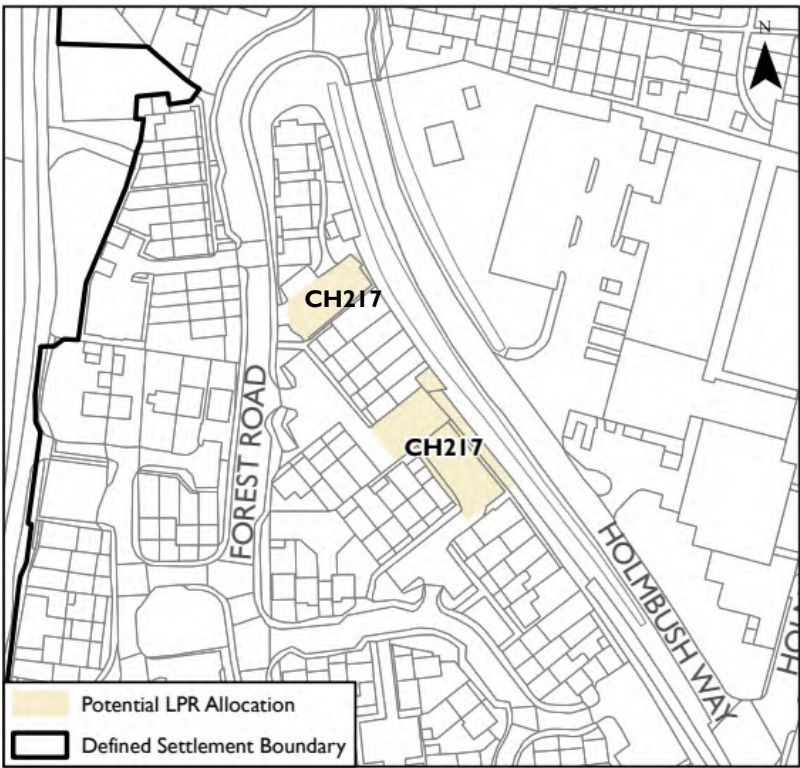 N
CH217
CH217
FOREST ROAD
HOLMBUSH WAY
Potential LPR Allocation
Defined Settlement Boundary